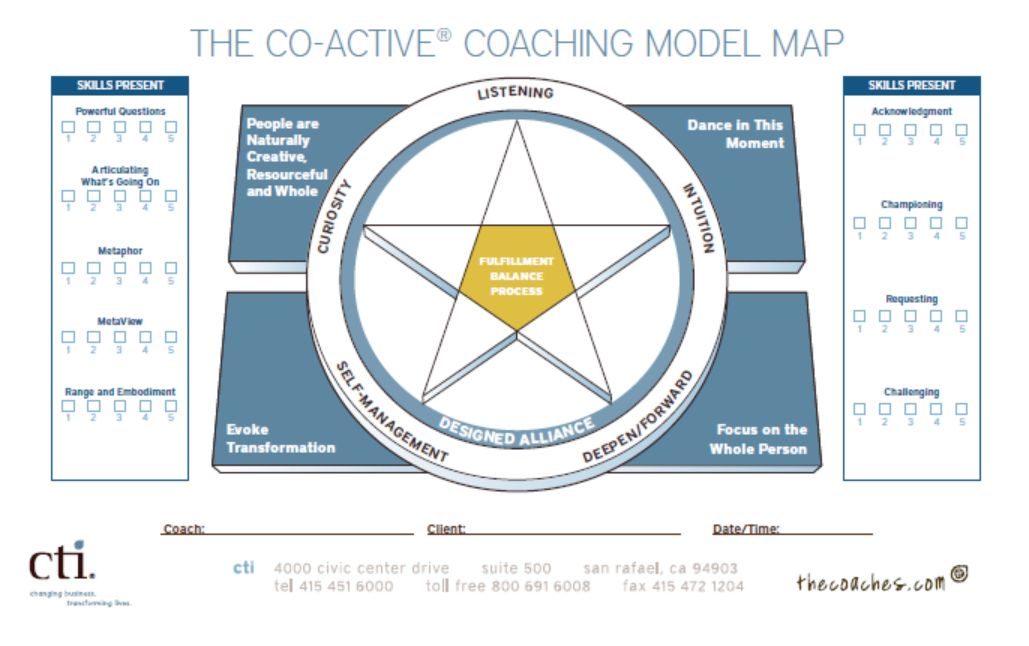 THE CO-ACTIVE® COACHING MODEL MAP
SKILLS PRESENT
Powerful Questions
1 2 3 4 5
Articulating
What's Going On
1 2 3 4 5
Metaphor
1 2 3 4 5
MetaView
1 2 3 4 5
Range and Embodiment
1 2 3 4 5
People are
Naturally
Creative,
Resourceful
and Whole
Dance in This
Moment
LISTENING
CURIOSITY
INTUITION
FULFILLMENT
BALANCE
PROCESS
SELF-MANAGEMENT
DEEPEN/FORWARD
DESIGNED ALLIANCE
Evoke
Transformation
Focus on the
Whole Person
SKILLS PRESENT
Acknowledgment
1 2 3 4 5
Championing
1 2 3 4 5
Requesting
1 2 3 4 5
Challenging
1 2 3 4 5
Coach: Client: Date/Time:
cti.
changing business.
transforming lives.
cti 4000 civic center drive suite 500 san rafael, ca 94903
tel 415 451 6000 toll free 800 691 6008 fax 415 472 1204
thecoaches.com